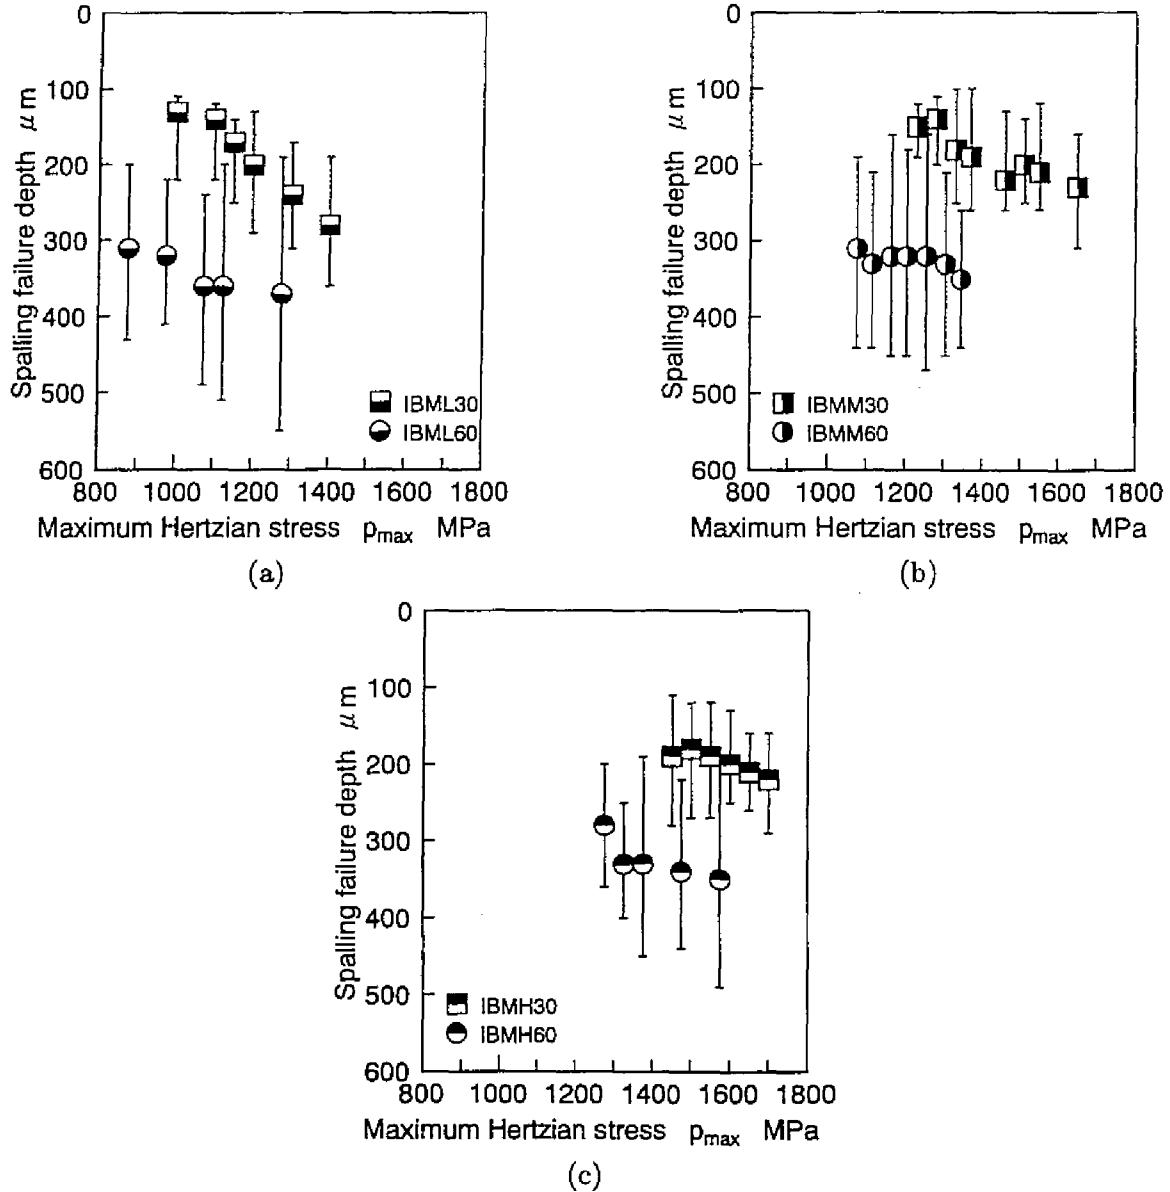 0
100
200
300
400
500
600
Spalling failure depth μm
IBML30
IBML60
800 1000 1200 1400 1600 1800
Maximum Hertzian stress pmax MPa
(a)
0
100
200
300
400
500
600
Spalling failure depth μm
IBMM30
IBMM60
800 1000 1200 1400 1600 1800
Maximum Hertzian stress pmax MPa
(b)
0
100
200
300
400
500
600
Spalling failure depth μm
IBMH30
IBMH60
800 1000 1200 1400 1600 1800
Maximum Hertzian stress pmax MPa
(c)